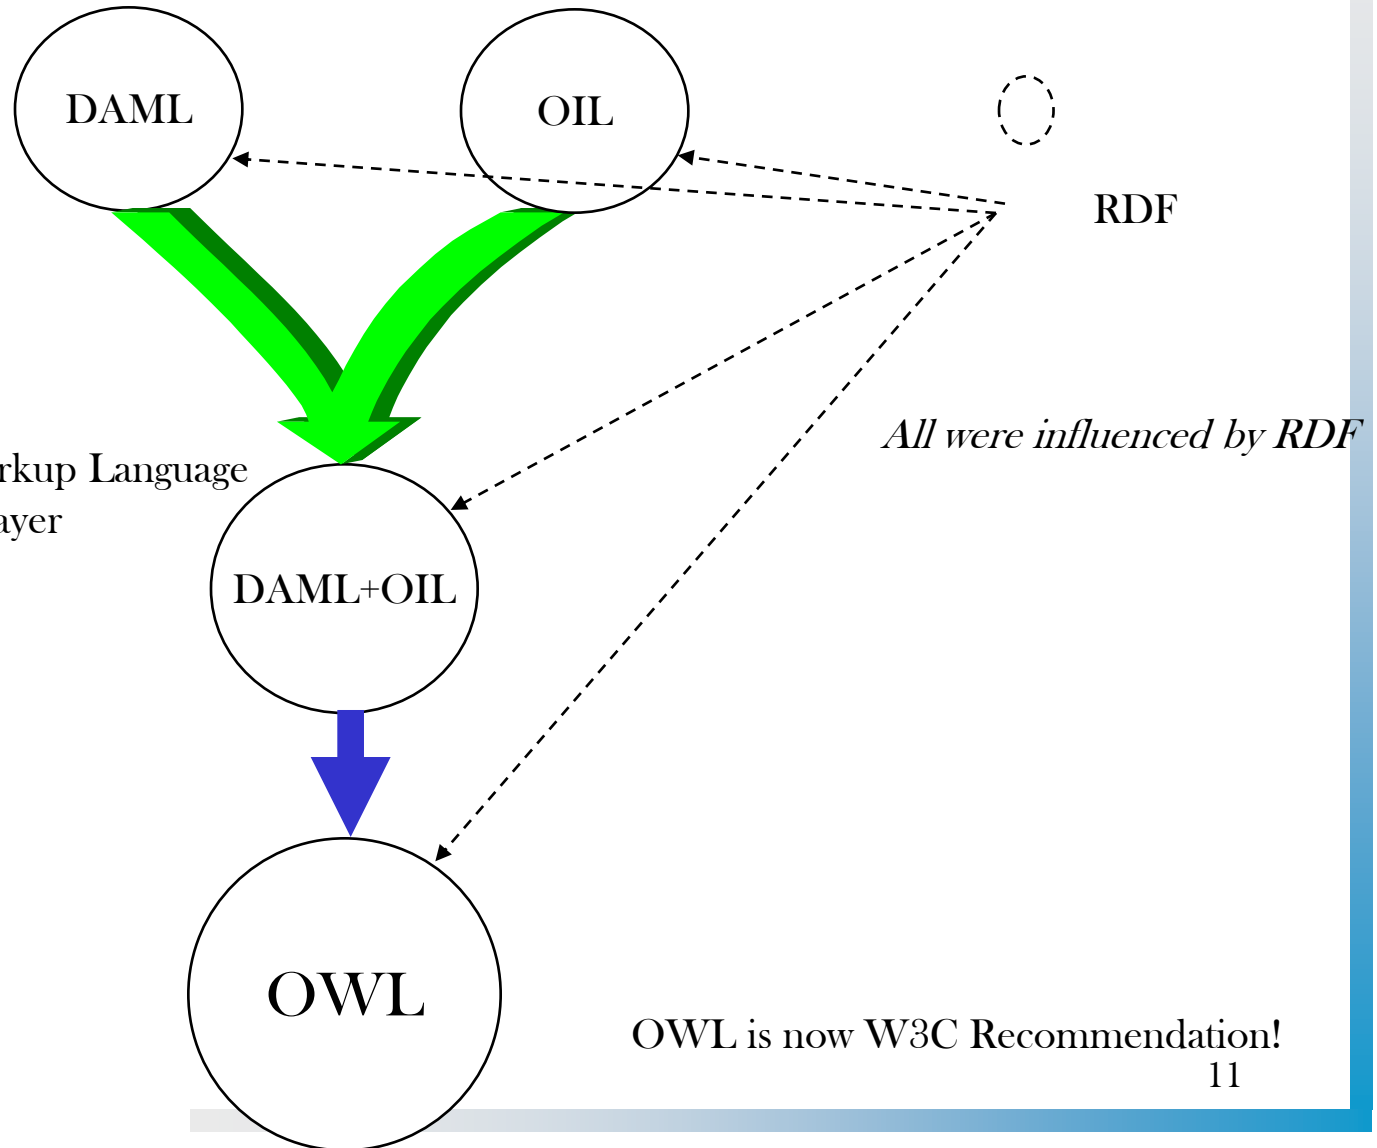 DAML
OIL
RDF
All were influenced by RDF
rkup Language
ayer
DAML+OIL
OWL
OWL is now W3C Recommendation!
11